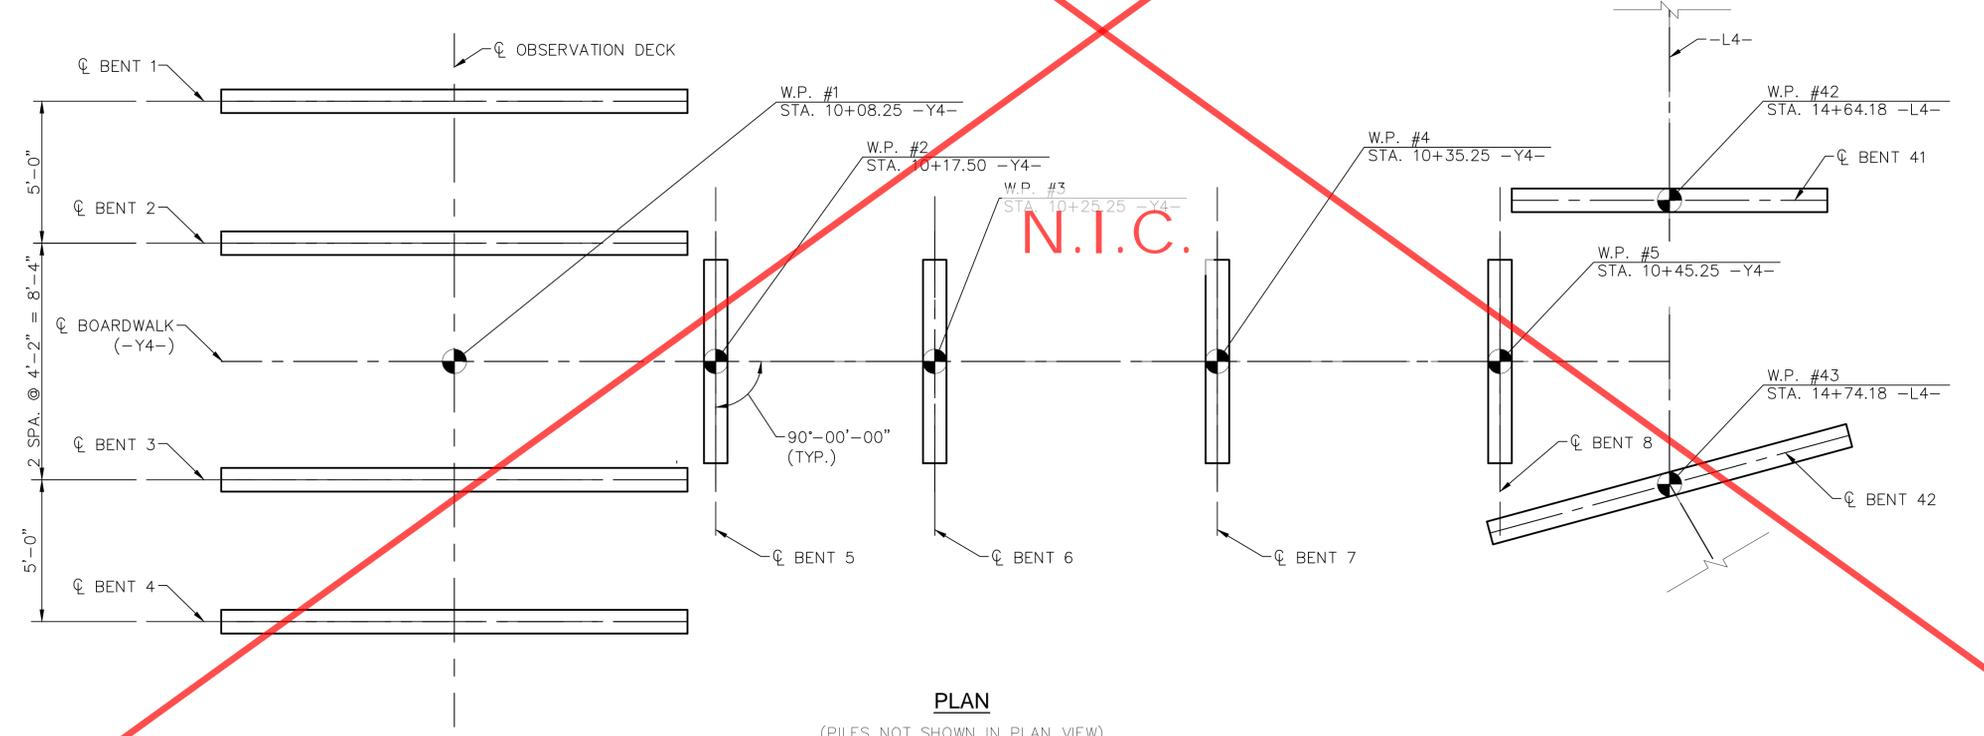 ℄ OBSERVATION DECK
℄ BENT 1
-L4-
W.P. #1
STA. 10+08.25 -Y4-
W.P. #42
STA. 14+64.18 -L4-
W.P. #2
STA. 10+17.50 -Y4-
W.P. #4
STA. 10+35.25 -Y4-
℄ BENT 41
5'-0"
W.P. #3
STA. 10+25.25 -Y4-
N.I.C.
℄ BENT 2
W.P. #5
STA. 10+45.25 -Y4-
2 SPA. @ 4'-2" = 8'-4"
℄ BOARDWALK
(-Y4-)
W.P. #43
STA. 14+74.18 -L4-
90°-00'-00"
(TYP.)
℄ BENT 3
℄ BENT 8
℄ BENT 42
5'-0"
℄ BENT 5
℄ BENT 6
℄ BENT 7
℄ BENT 4
PLAN
(PILES NOT SHOWN IN PLAN VIEW)